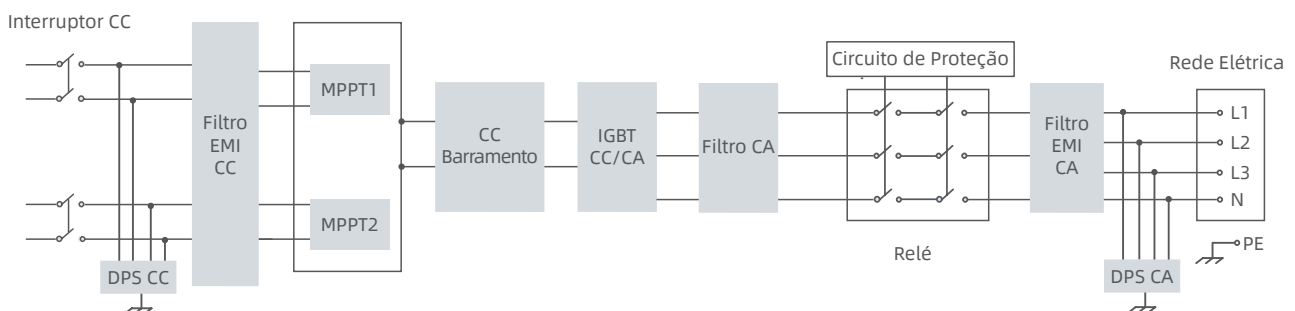 Interruptor CC
Filtro
EMI
CC
MPPT1
MPPT2
DPS CC
CC
Barramento
IGBT
CC/CA
Filtro CA
Circuito de Proteção
Relé
Filtro
EMI
CA
Rede Elétrica
L1
L2
L3
N
PE
DPS CA